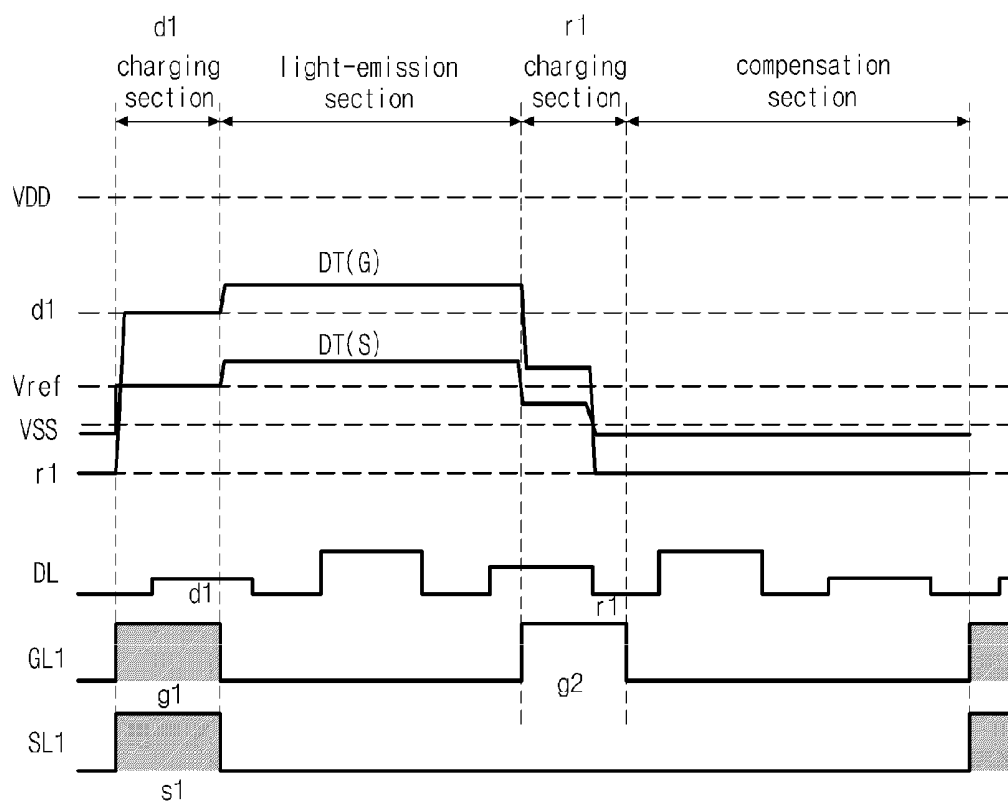 d1
charging
section
light-emission
section
r1
charging
section
compensation
section
VDD
DT(G)
d1
DT(S)
Vref
VSS
r1
DL
d1
r1
GL1
g1
g2
SL1
s1